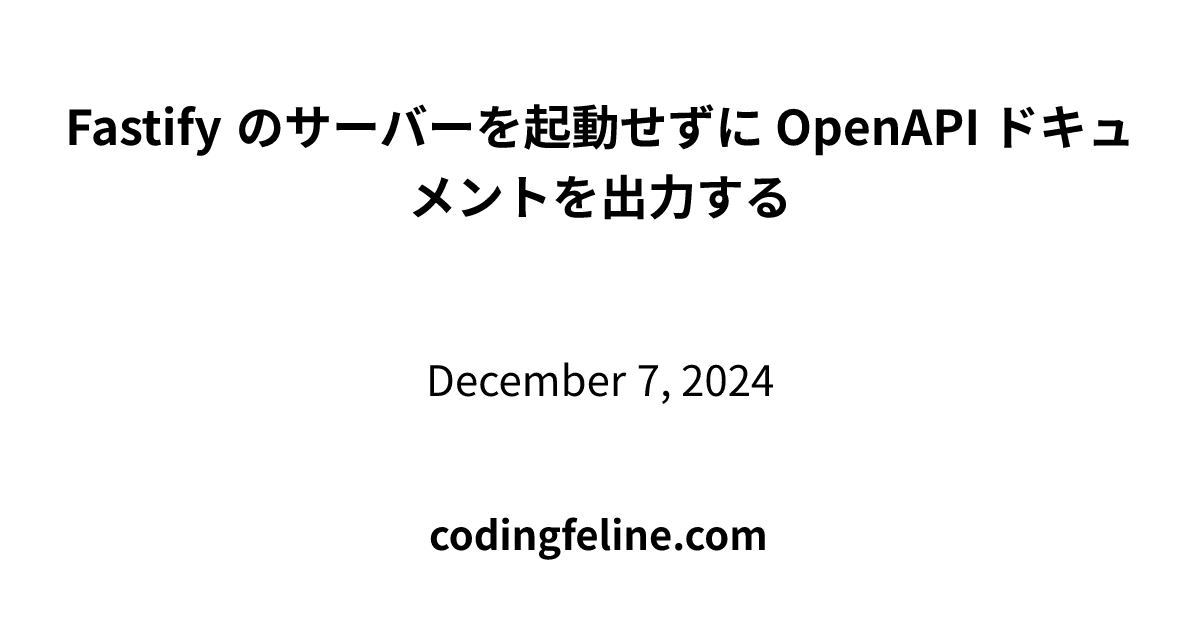 Fastify のサーバーを起動せずに OpenAPI ドキュ
メントを出力する
December 7, 2024
codingfeline.com